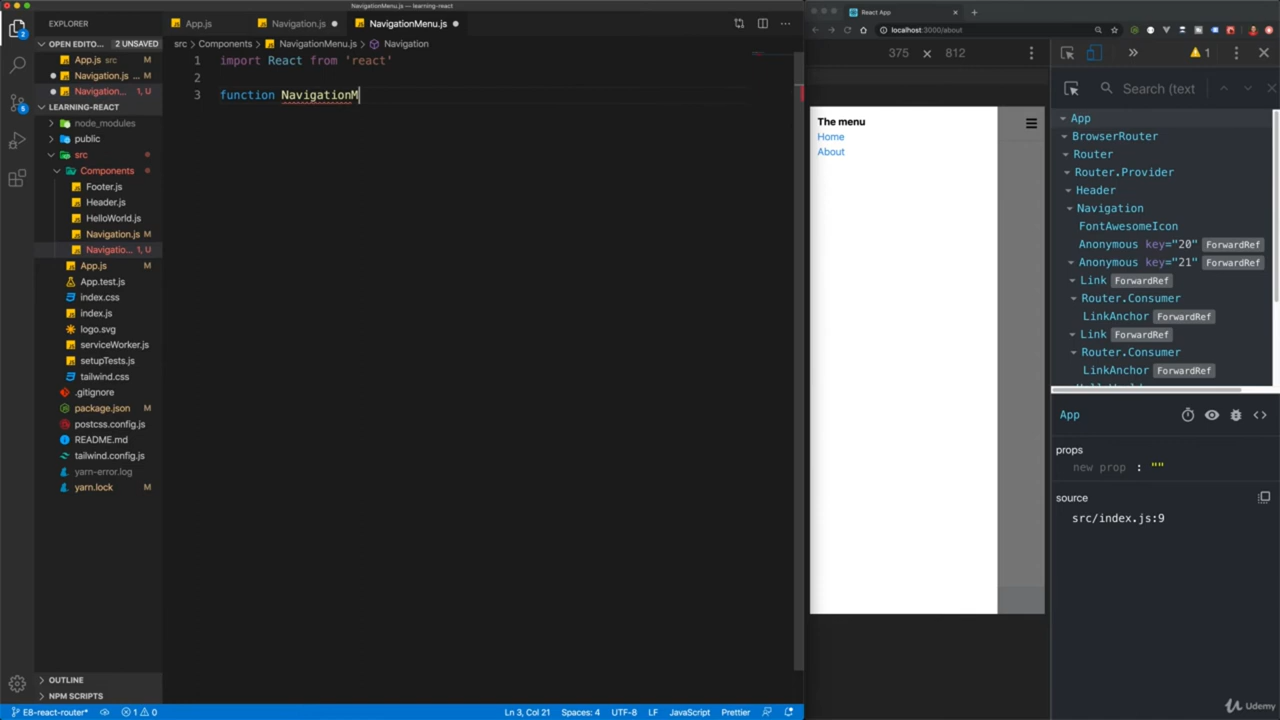 NavigationMenu.js — learning-react
EXPLORER
OPEN EDITO... 2 UNSAVED
App.js src M
Navigation.js ... M
Navigation... 1, U
LEARNING-REACT
node_modules
public
src
Components
Footer.js
Header.js
HelloWorld.js
Navigation.js M
Navigatio... 1, U
App.js M
App.test.js
index.css
index.js
logo.svg
serviceWorker.js
setupTests.js
tailwind.css
.gitignore
package.json M
postcss.config.js
README.md
tailwind.config.js
yarn-error.log
yarn.lock M
OUTLINE
NPM SCRIPTS
App.js Navigation.js NavigationMenu.js
src > Components > NavigationMenu.js > Navigation
1 import React from 'react'
2
3 function NavigationM
E8-react-router* 1 0 Ln 3, Col 21 Spaces: 4 UTF-8 LF JavaScript Prettier
React App
localhost:3000/about
375 × 812
The menu
Home
About
1
Search (text
App
BrowserRouter
Router
Router.Provider
Header
Navigation
FontAwesomeIcon
Anonymous key="20" ForwardRef
Anonymous key="21" ForwardRef
Link ForwardRef
Router.Consumer
LinkAnchor ForwardRef
Link ForwardRef
Router.Consumer
LinkAnchor ForwardRef
App
props
new prop : ""
source
src/index.js:9
Udemy